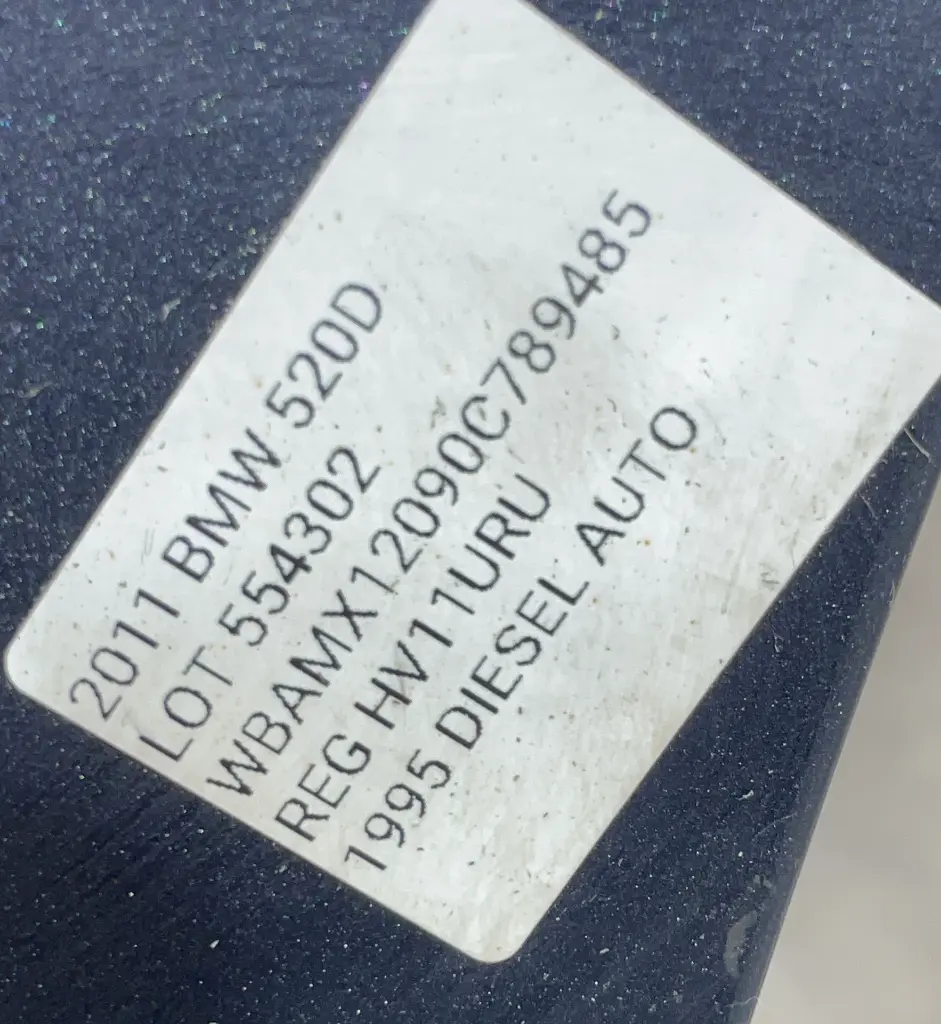 2011 BMW 520D
LOT 554302
WBAMX12090C789485
REG HV11URU
1995 DIESEL AUTO